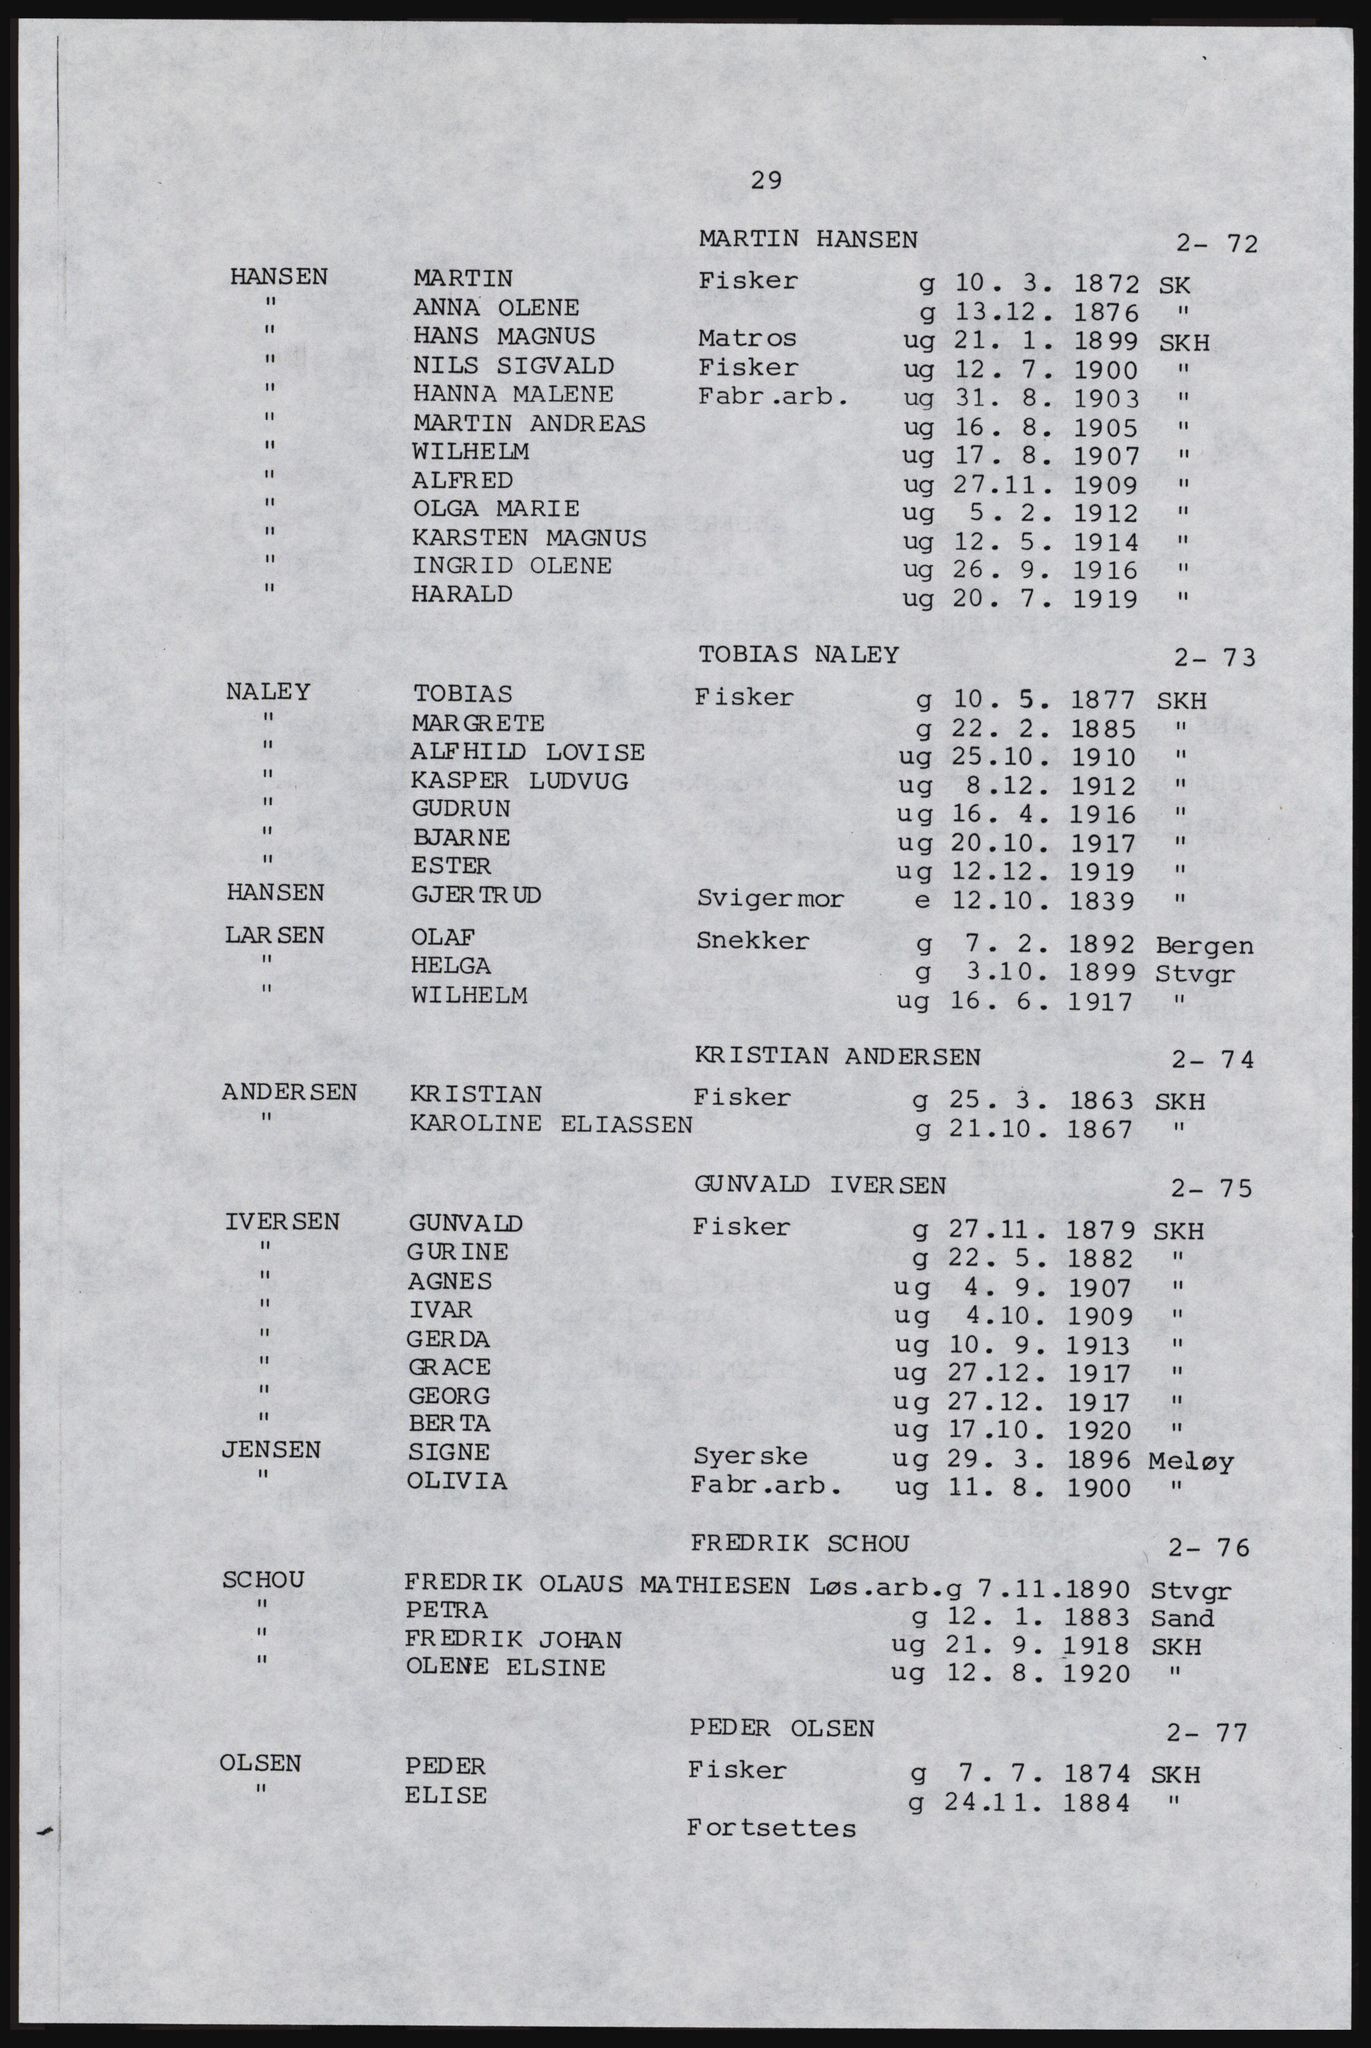 29
MARTIN HANSEN 2- 72
HANSEN MARTIN Fisker g 10. 3. 1872 SK
" ANNA OLENE g 13.12. 1876 "
" HANS MAGNUS Matros ug 21. 1. 1899 SKH
" NILS SIGVALD Fisker ug 12. 7. 1900 "
" HANNA MALENE Fabr.arb. ug 31. 8. 1903 "
" MARTIN ANDREAS ug 16. 8. 1905 "
" WILHELM ug 17. 8. 1907 "
" ALFRED ug 27.11. 1909 "
" OLGA MARIE ug 5. 2. 1912 "
" KARSTEN MAGNUS ug 12. 5. 1914 "
" INGRID OLENE ug 26. 9. 1916 "
" HARALD ug 20. 7. 1919 "
TOBIAS NALEY 2- 73
NALEY TOBIAS Fisker g 10. 5. 1877 SKH
" MARGRETE g 22. 2. 1885 "
" ALFHILD LOVISE ug 25.10. 1910 "
" KASPER LUDVUG ug 8.12. 1912 "
" GUDRUN ug 16. 4. 1916 "
" BJARNE ug 20.10. 1917 "
" ESTER ug 12.12. 1919 "
HANSEN GJERTRUD Svigermor e 12.10. 1839 "
LARSEN OLAF Snekker g 7. 2. 1892 Bergen
" HELGA g 3.10. 1899 Stvgr
" WILHELM ug 16. 6. 1917 "
KRISTIAN ANDERSEN 2- 74
ANDERSEN KRISTIAN Fisker g 25. 3. 1863 SKH
" KAROLINE ELIASSEN g 21.10. 1867 "
GUNVALD IVERSEN 2- 75
IVERSEN GUNVALD Fisker g 27.11. 1879 SKH
" GURINE g 22. 5. 1882 "
" AGNES ug 4. 9. 1907 "
" IVAR ug 4.10. 1909 "
" GERDA ug 10. 9. 1913 "
" GRACE ug 27.12. 1917 "
" GEORG ug 27.12. 1917 "
" BERTA ug 17.10. 1920 "
JENSEN SIGNE Syerske ug 29. 3. 1896 Meløy
" OLIVIA Fabr.arb. ug 11. 8. 1900 "
FREDRIK SCHOU 2- 76
SCHOU FREDRIK OLAUS MATHIESEN Løs.arb.g 7.11.1890 Stvgr
" PETRA g 12. 1. 1883 Sand
" FREDRIK JOHAN ug 21. 9. 1918 SKH
" OLENE ELSINE ug 12. 8. 1920 "
PEDER OLSEN 2- 77
OLSEN PEDER Fisker g 7. 7. 1874 SKH
" ELISE g 24.11. 1884 "
Fortsettes